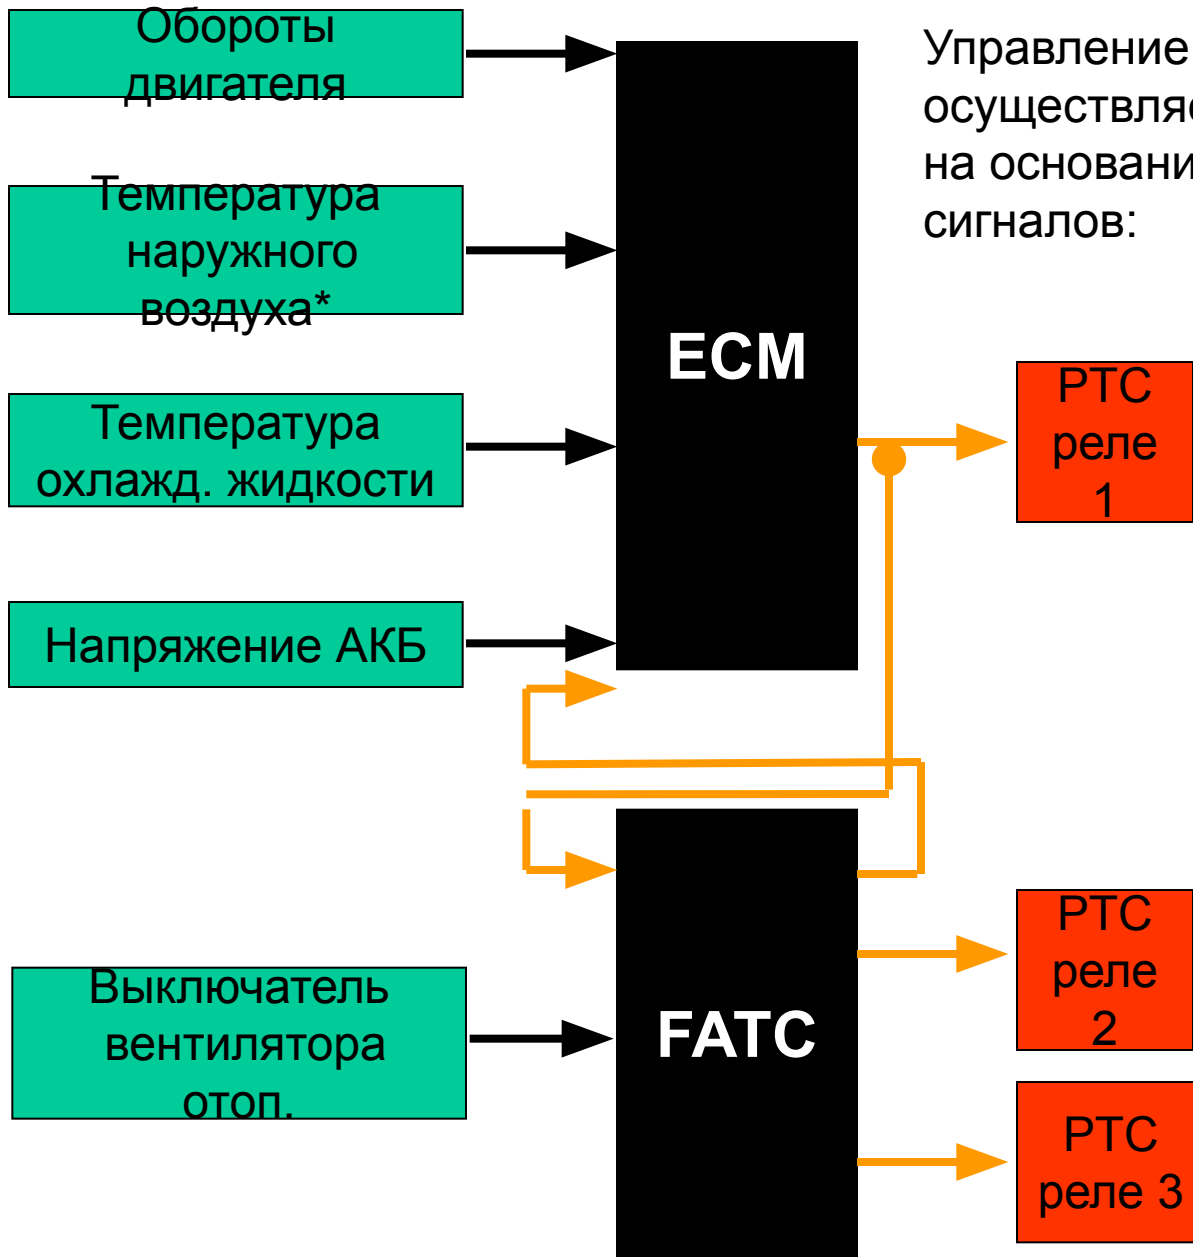 Обороты
двигателя
Управление
осуществляе
на основани
сигналов:
Температура
наружного
воздуха*
ECM
PTC
реле
1
Температура
охлажд. жидкости
Напряжение АКБ
PTC
реле
2
Выключатель
вентилятора
отоп.
FATC
PTC
реле 3